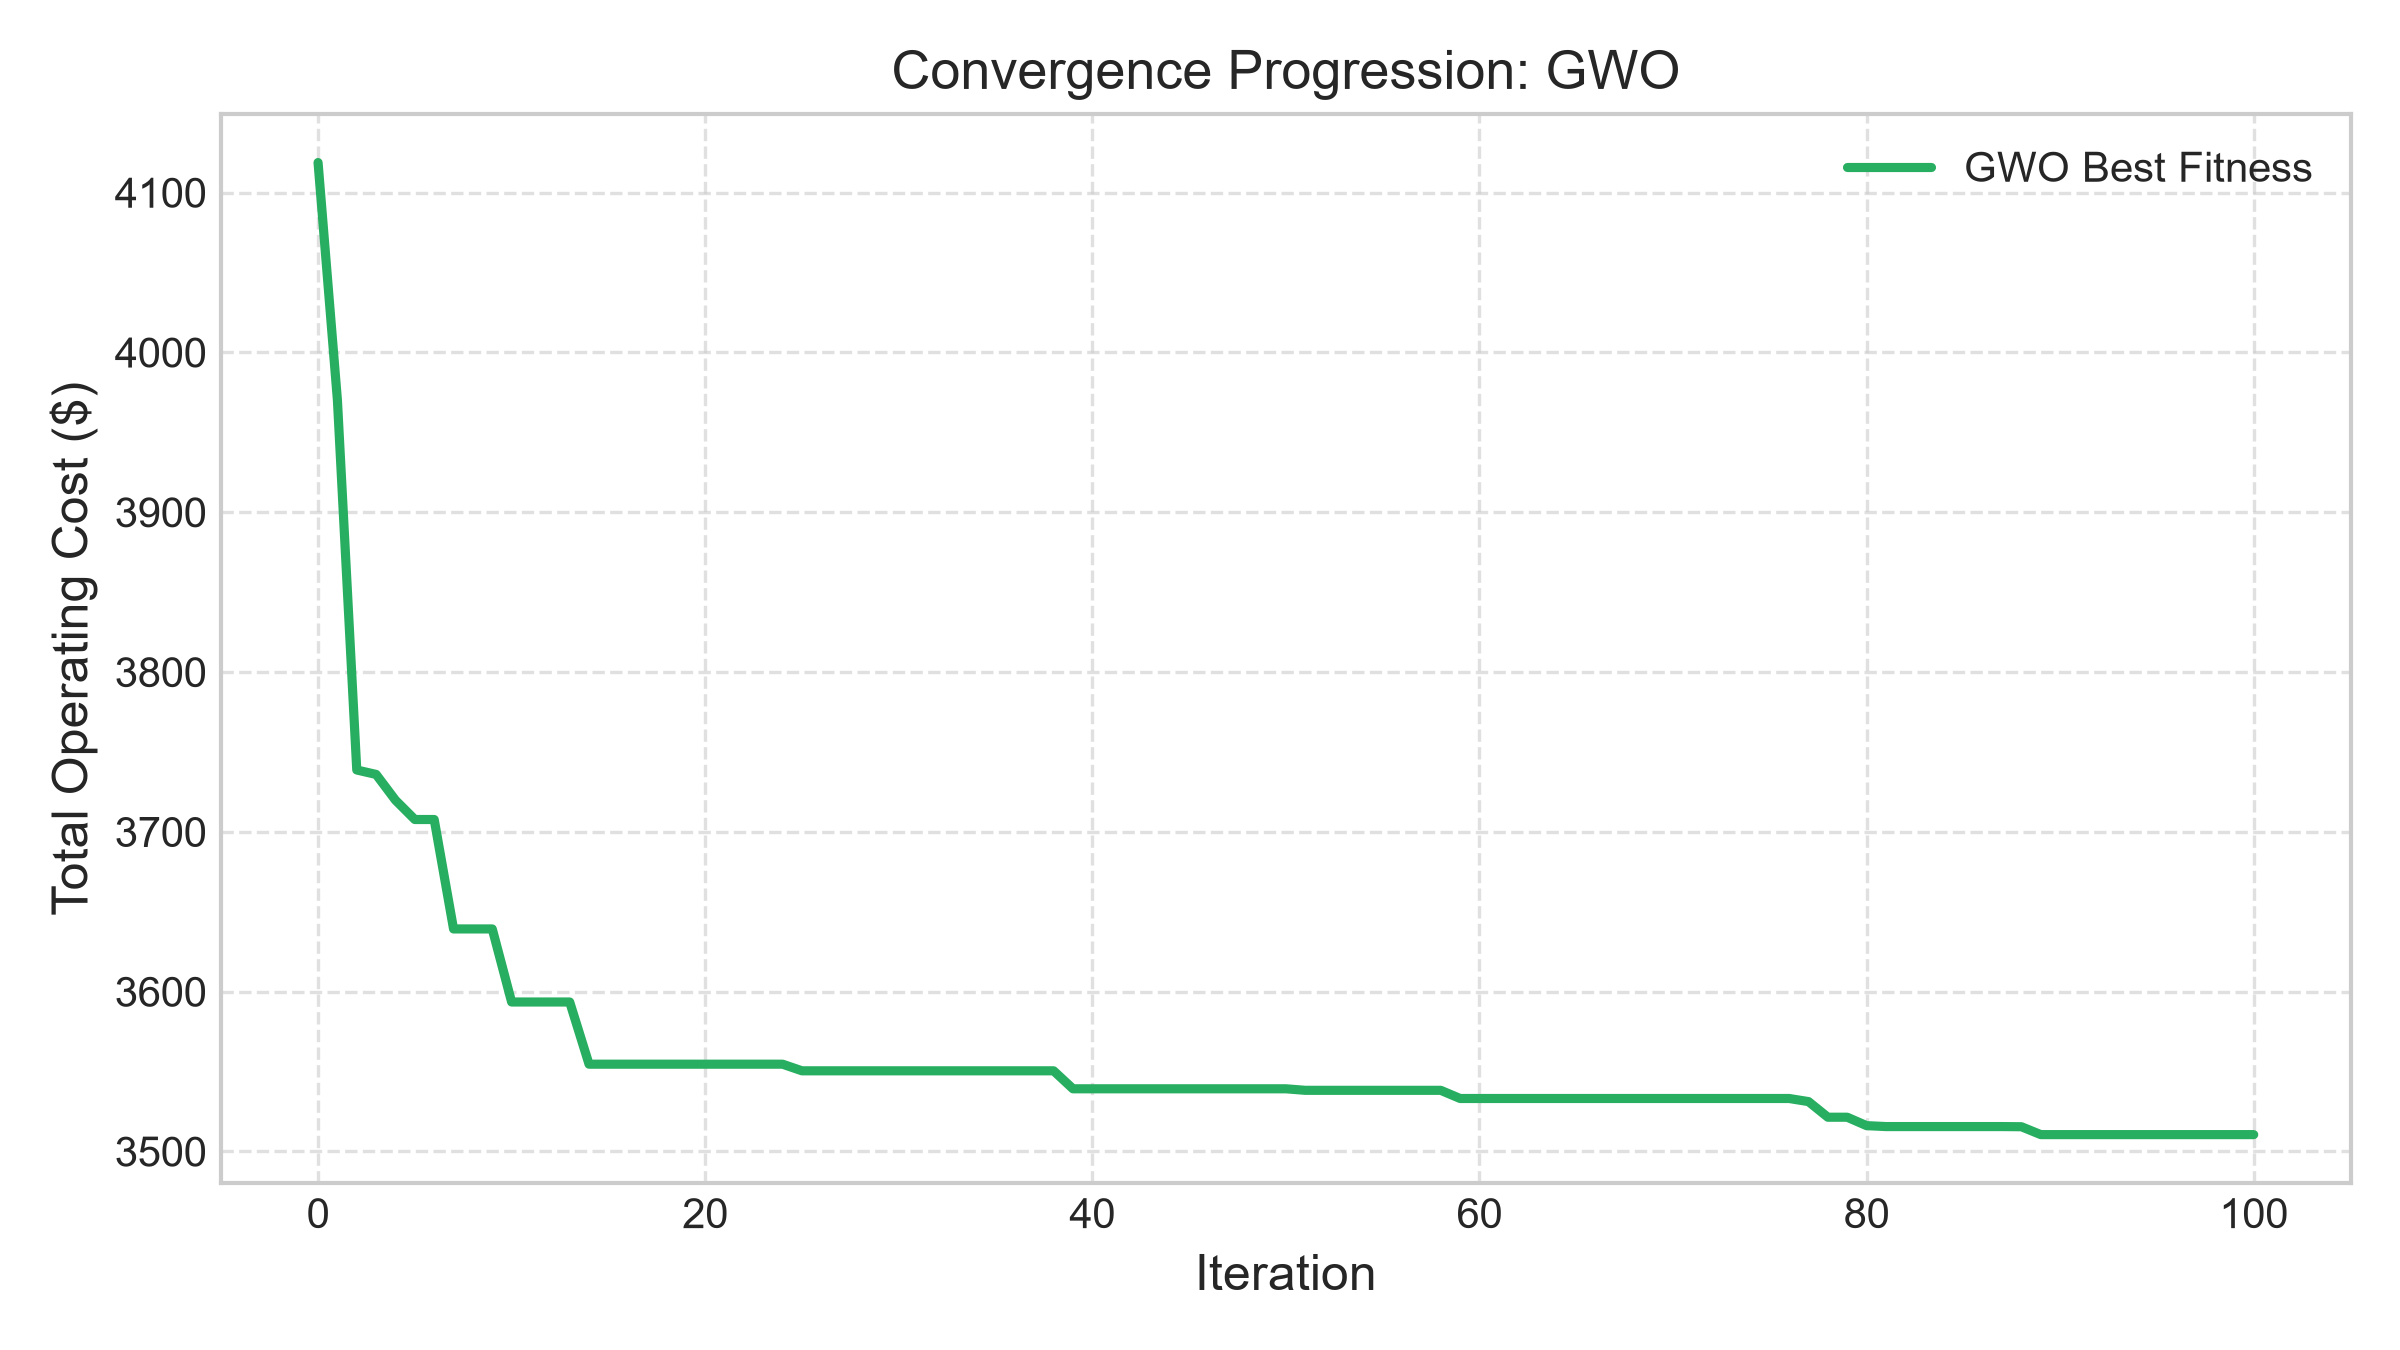 Convergence Progression: GWO
GWO Best Fitness
Total Operating Cost ($)
4100
4000
3900
3800
3700
3600
3500
0 20 40 60 80 100
Iteration